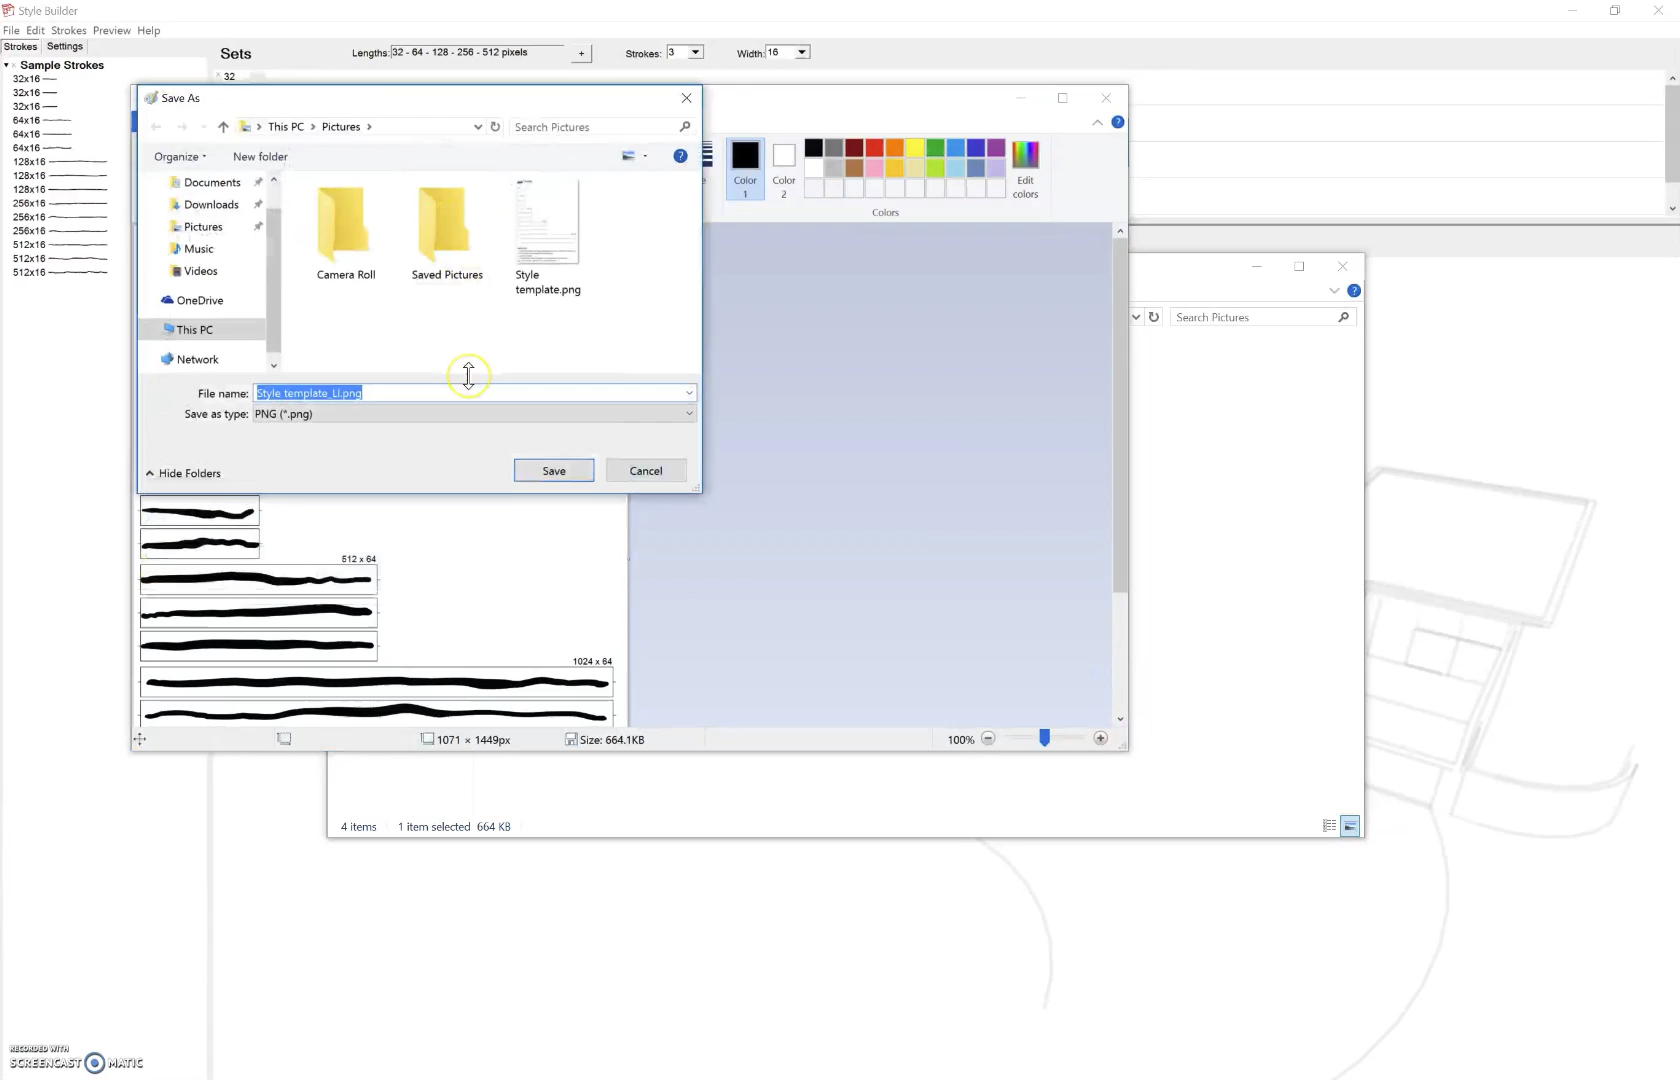 Style Builder
File Edit Strokes Preview Help
Strokes Settings
Sets
Lengths: 32 - 64 - 128 - 256 - 512 pixels +
Strokes: 3
Width: 16
Sample Strokes
32x16
32x16
32x16
64x16
64x16
64x16
128x16
128x16
128x16
256x16
256x16
256x16
512x16
512x16
512x16
× 32
Save As
This PC > Pictures >
Search Pictures
Organize
New folder
Documents
Downloads
Pictures
Music
Videos
OneDrive
This PC
Network
Camera Roll
Saved Pictures
Style
template.png
File name: Style template_LI.png
Save as type: PNG (*.png)
Hide Folders
Save
Cancel
Color
1
Color
2
Edit
colors
Colors
Search Pictures
512 x 64
1024 x 64
1071 × 1449px
Size: 664.1KB
100%
4 items
1 item selected 664 KB
RECORDED WITH
SCREENCAST MATIC